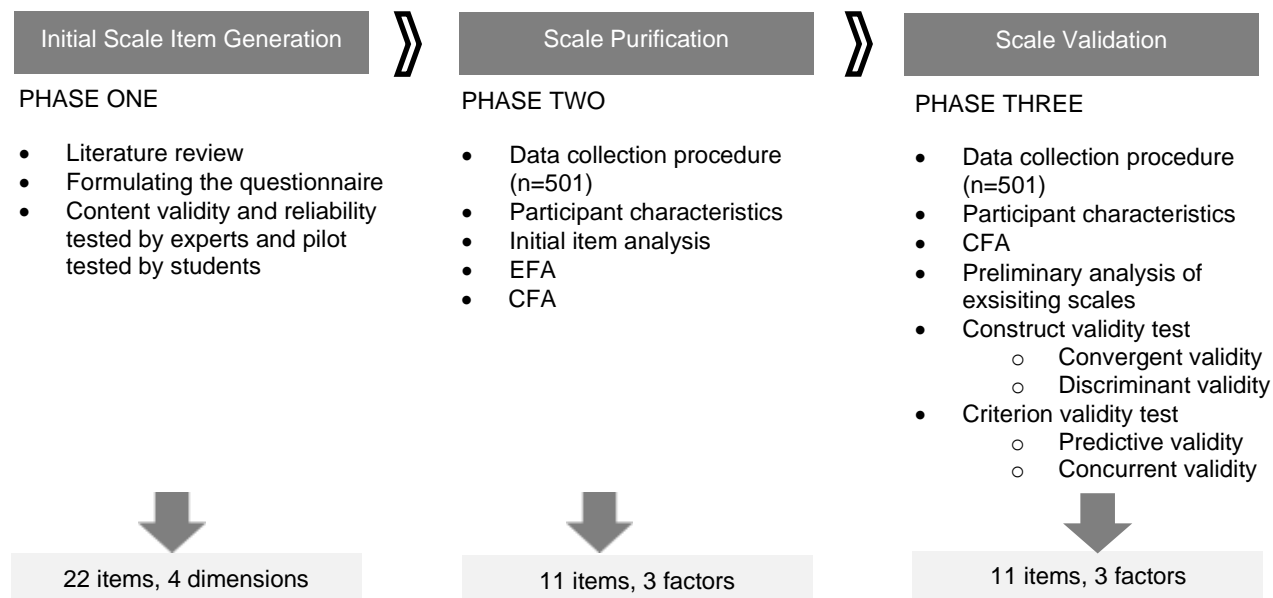 Initial Scale Item Generation
PHASE ONE
• Literature review
• Formulating the questionnaire
• Content validity and reliability
tested by experts and pilot
tested by students
22 items, 4 dimensions
Scale Purification
PHASE TWO
• Data collection procedure
(n=501)
• Participant characteristics
• Initial item analysis
• EFA
• CFA
11 items, 3 factors
Scale Validation
PHASE THREE
• Data collection procedure
(n=501)
• Participant characteristics
• CFA
• Preliminary analysis of
exsisiting scales
• Construct validity test
o Convergent validity
o Discriminant validity
• Criterion validity test
o Predictive validity
o Concurrent validity
11 items, 3 factors